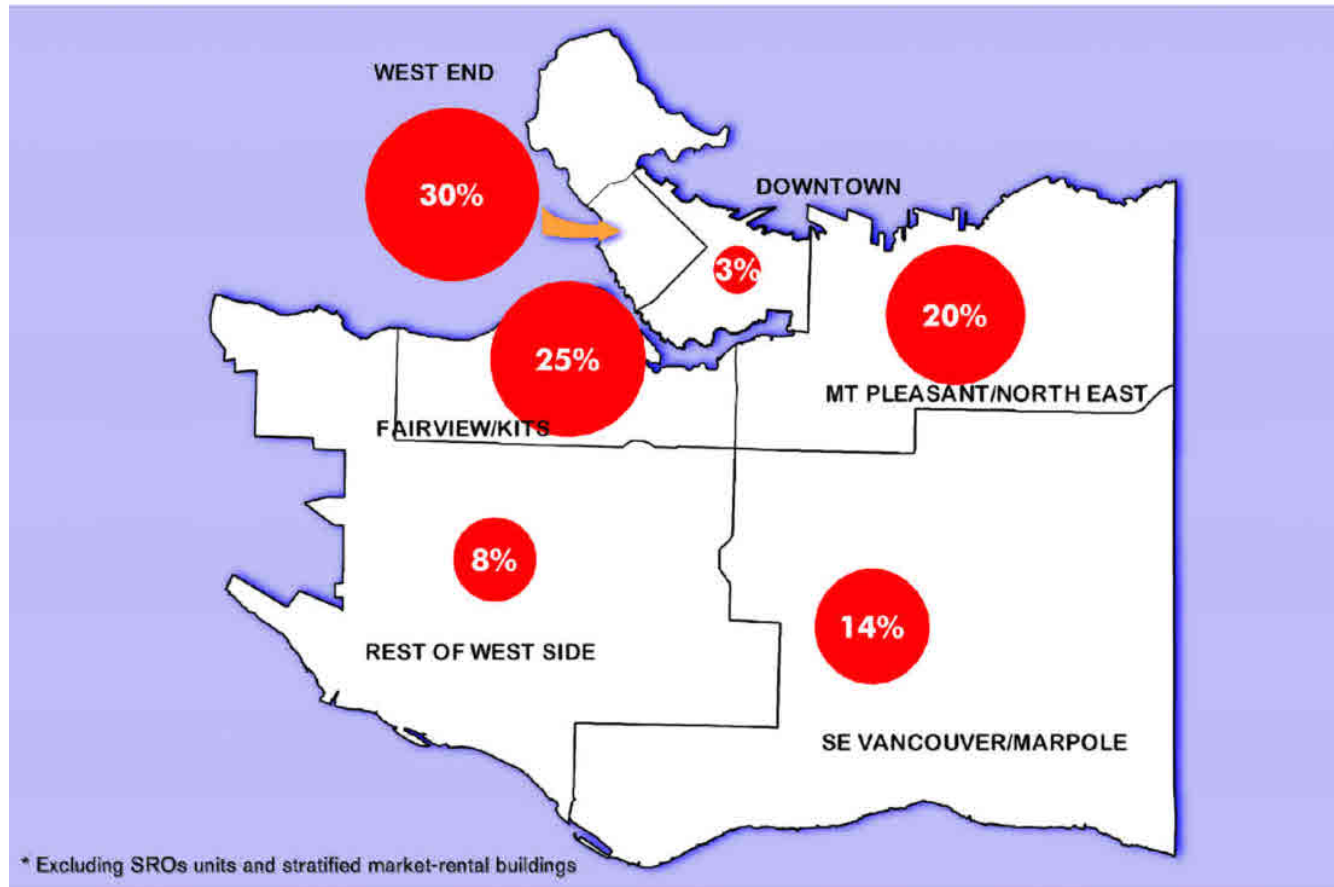 WEST END
30%
DOWNTOWN
3%
20%
25%
MT PLEASANT/NORTH EAST
FAIRVIEW/KITS
8%
14%
REST OF WEST SIDE
SE VANCOUVER/MARPOLE
* Excluding SROs units and stratified market-rental buildings